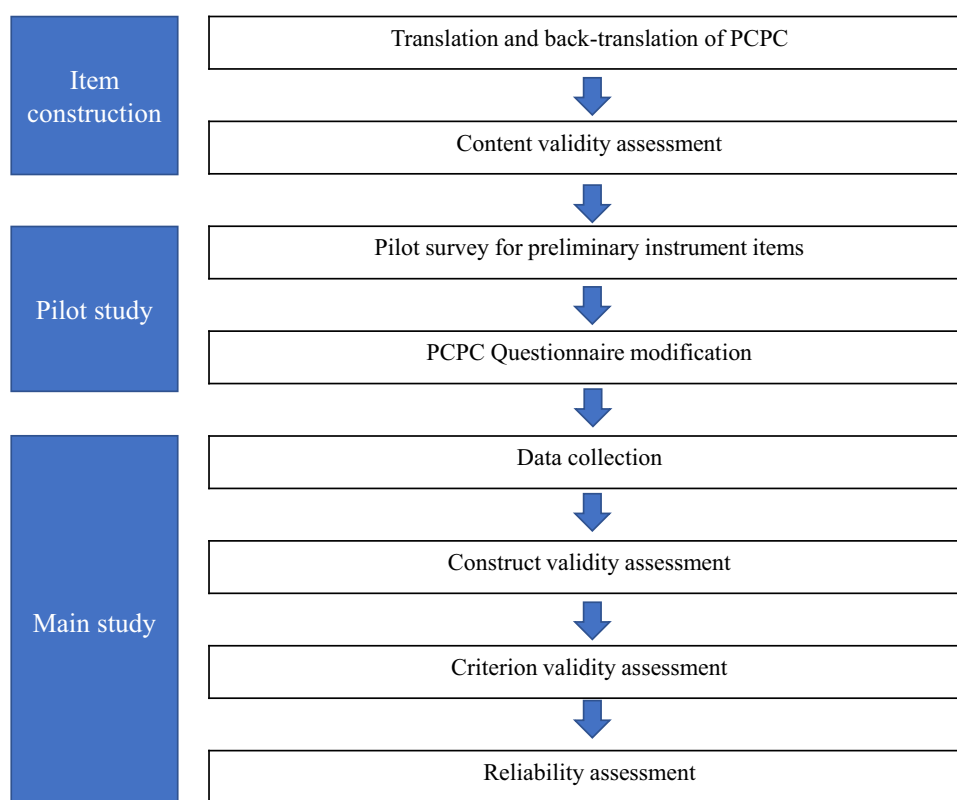 Item
construction
Translation and back-translation of PCPC
Content validity assessment
Pilot study
Pilot survey for preliminary instrument items
PCPC Questionnaire modification
Main study
Data collection
Construct validity assessment
Criterion validity assessment
Reliability assessment